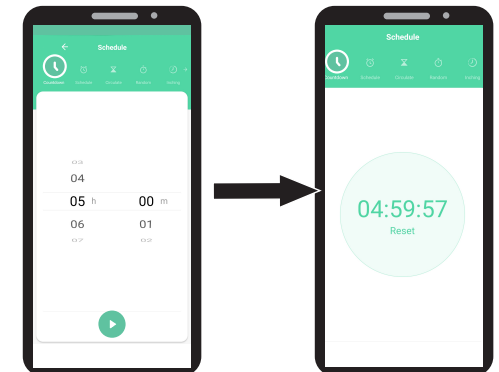 Schedule
Countdown Schedule Circulate Random Inching
03
04
05 h 00 m
06 01
07 02
Schedule
Countdown Schedule Circulate Random Inching
04:59:57
Reset